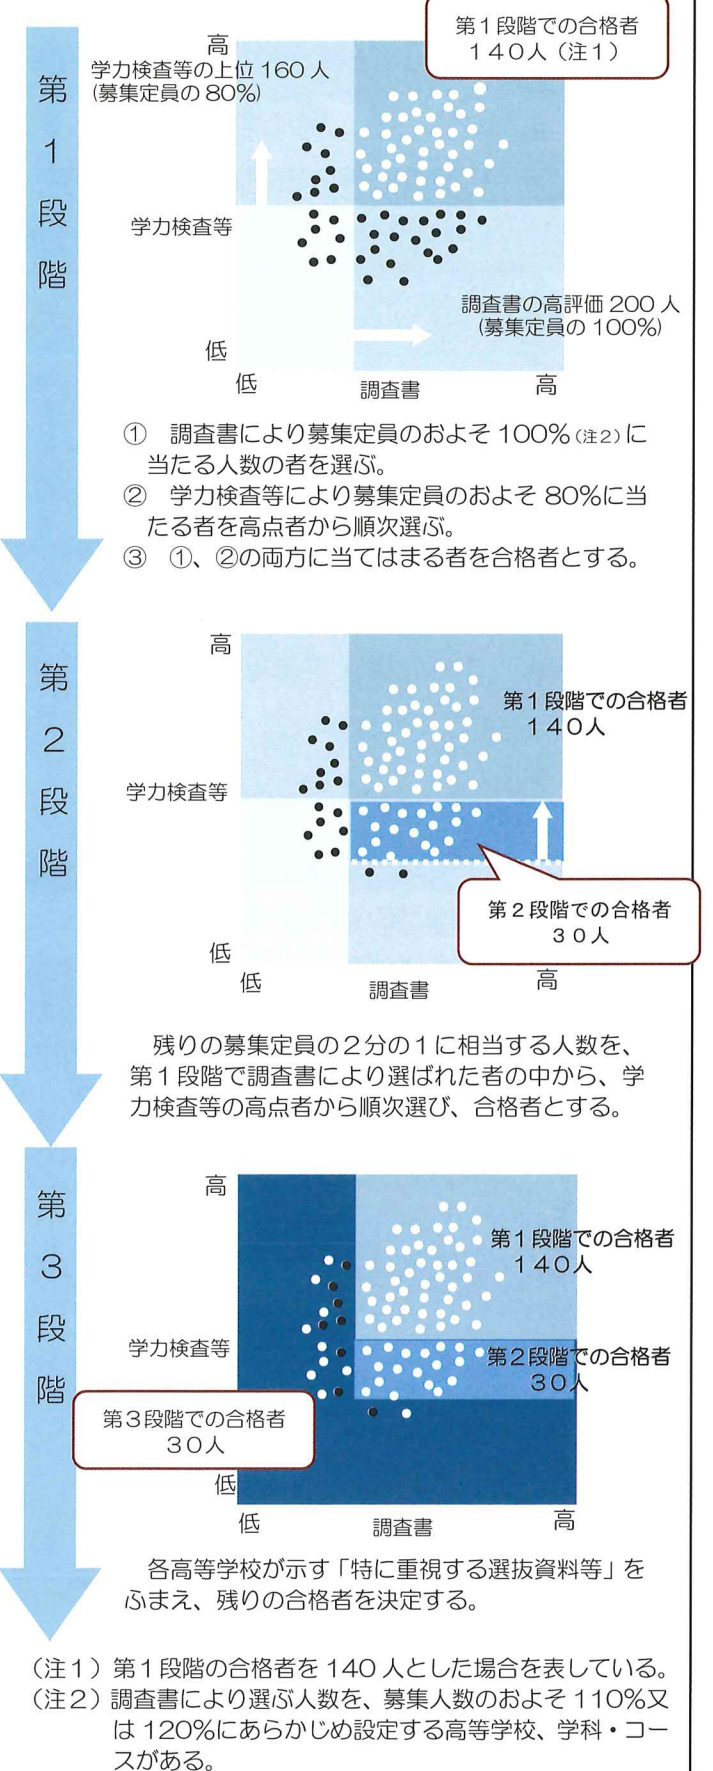 第1段階での合格者
140人（注1）
高
学力検査等の上位160人
(募集定員の80%)
第
1
段
階
学力検査等
調査書の高評価200人
(募集定員の100%)
低
低
調査書
高
① 調査書により募集定員のおよそ100%(注2)に
当たる人数の者を選ぶ。
② 学力検査等により募集定員のおよそ80%に当
たる者を高点者から順次選ぶ。
③ ①、②の両方に当てはまる者を合格者とする。
第
2
段
階
高
第1段階での合格者
140人
学力検査等
第2段階での合格者
30人
低
低
調査書
高
残りの募集定員の2分の1に相当する人数を、
第1段階で調査書により選ばれた者の中から、学
力検査等の高点者から順次選び、合格者とする。
第
3
段
階
高
第1段階での合格者
140人
学力検査等
第2段階での合格者
30人
第3段階での合格者
30人
低
低
調査書
高
各高等学校が示す「特に重視する選抜資料等」を
ふまえ、残りの合格者を決定する。
（注1）第1段階の合格者を140人とした場合を表している。
（注2）調査書により選ぶ人数を、募集人数のおよそ110%又
は120%にあらかじめ設定する高等学校、学科・コー
スがある。